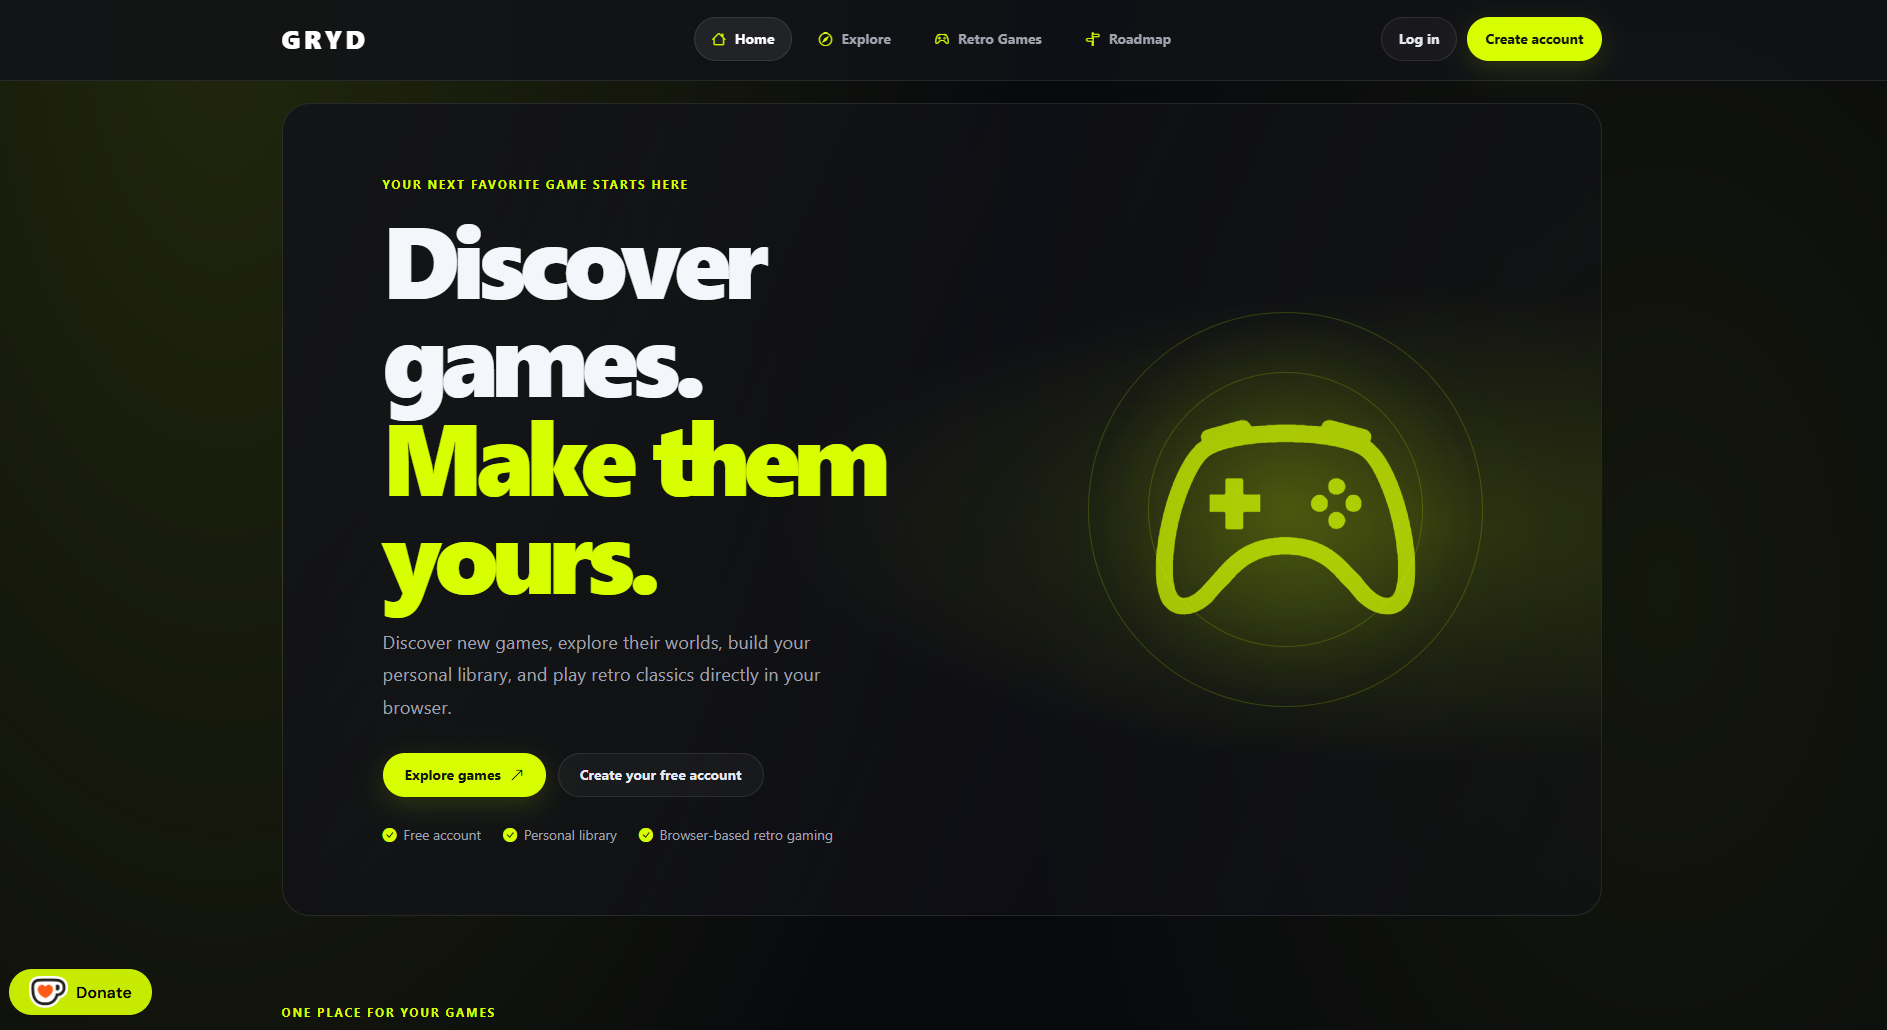 GRYD
Home
Explore
Retro Games
Roadmap
Log in
Create account
YOUR NEXT FAVORITE GAME STARTS HERE
Discover
games.
Make them
yours.
Discover new games, explore their worlds, build your
personal library, and play retro classics directly in your
browser.
Explore games
Create your free account
Free account
Personal library
Browser-based retro gaming
Donate
ONE PLACE FOR YOUR GAMES